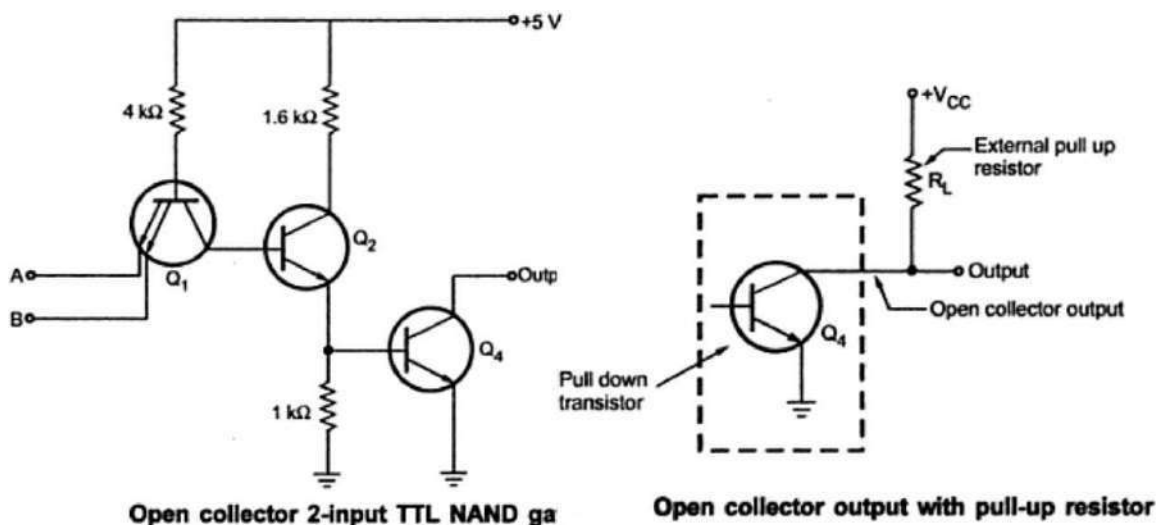 +5 V
4 kΩ
1.6 kΩ
Q1
Q2
A
B
Outp
Q4
1 kΩ
Open collector 2-input TTL NAND ga
+VCC
External pull up
resistor
RL
Output
Open collector output
Q4
Pull down
transistor
Open collector output with pull-up resistor